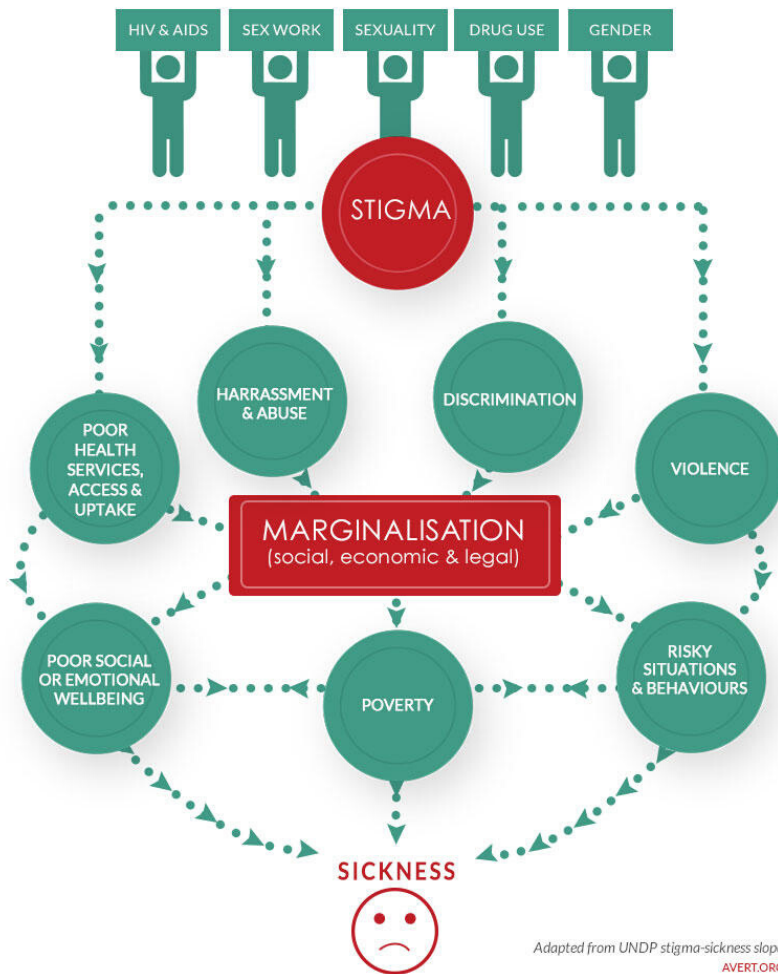 HIV & AIDS
SEX WORK
SEXUALITY
DRUG USE
GENDER
STIGMA
HARRASSMENT
& ABUSE
DISCRIMINATION
POOR
HEALTH
SERVICES,
ACCESS &
UPTAKE
VIOLENCE
MARGINALISATION
(social, economic & legal)
POOR SOCIAL
OR EMOTIONAL
WELLBEING
POVERTY
RISKY
SITUATIONS
& BEHAVIOURS
SICKNESS
Adapted from UNDP stigma-sickness slope
AVERT.ORG